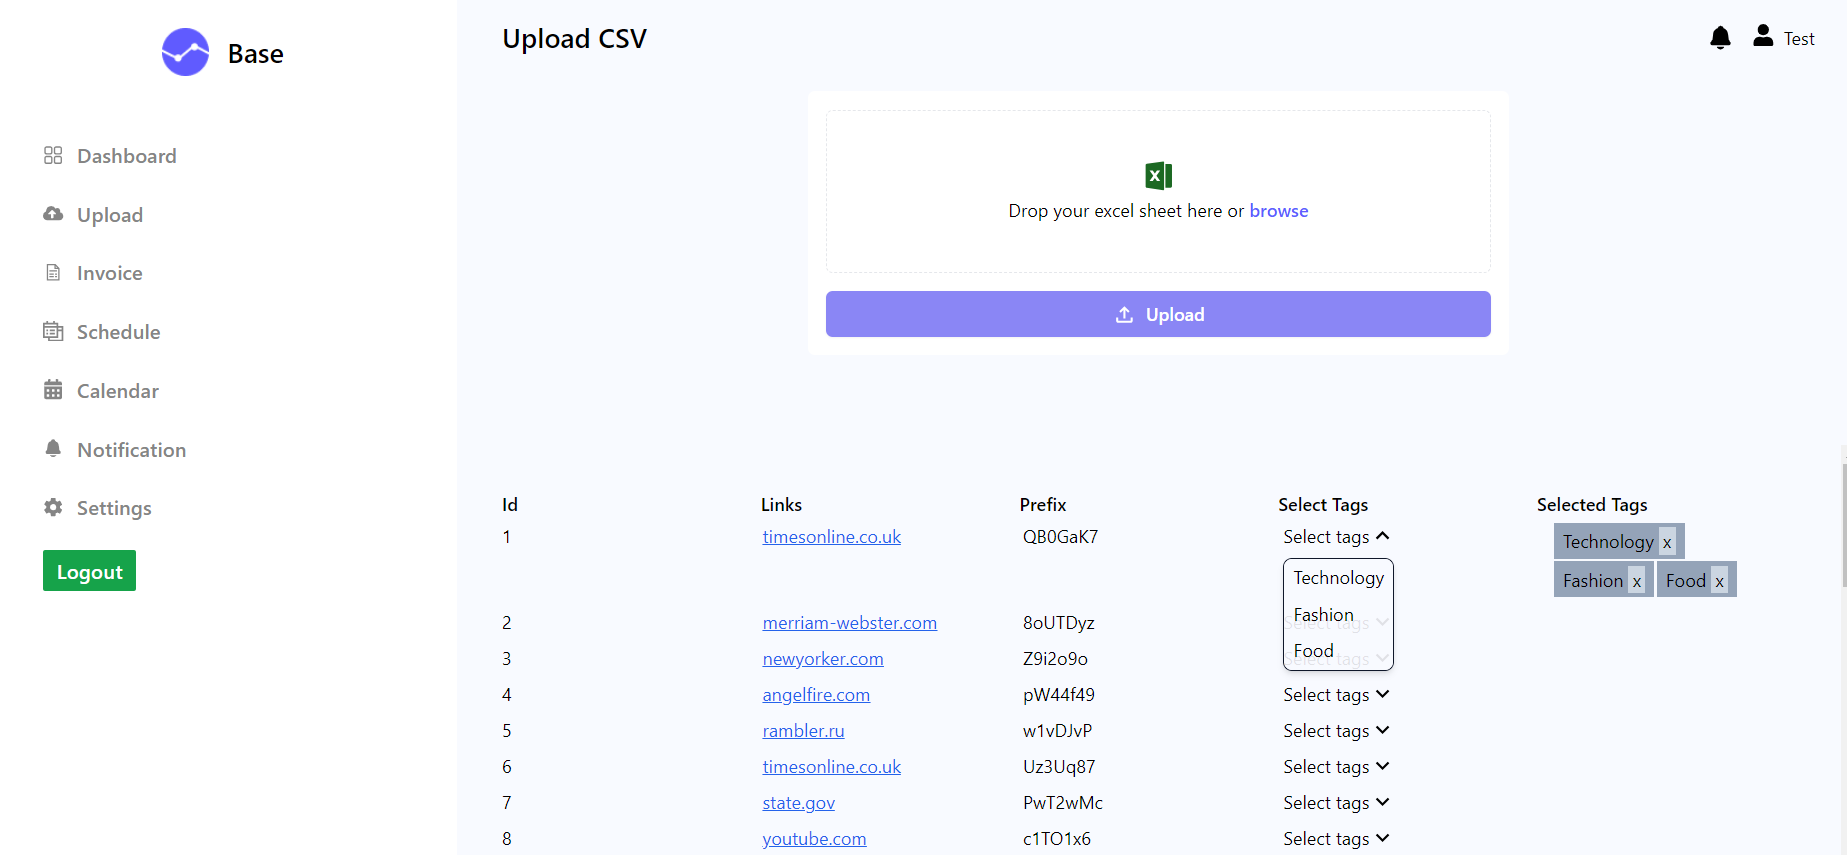 Base
Upload CSV
Test
Dashboard
Upload
Invoice
Schedule
Calendar
Notification
Settings
Logout
Drop your excel sheet here or browse
Upload
Id Links Prefix Select Tags Selected Tags
1 timesonline.co.uk QB0GaK7 Select tags Technology x
Fashion x Food x
Technology
Fashion
Food
2 merriam-webster.com 8oUTDyz Select tags
3 newyorker.com Z9i2o9o Select tags
4 angelfire.com pW44f49 Select tags
5 rambler.ru w1vDJvP Select tags
6 timesonline.co.uk Uz3Uq87 Select tags
7 state.gov PwT2wMc Select tags
8 youtube.com c1TO1x6 Select tags